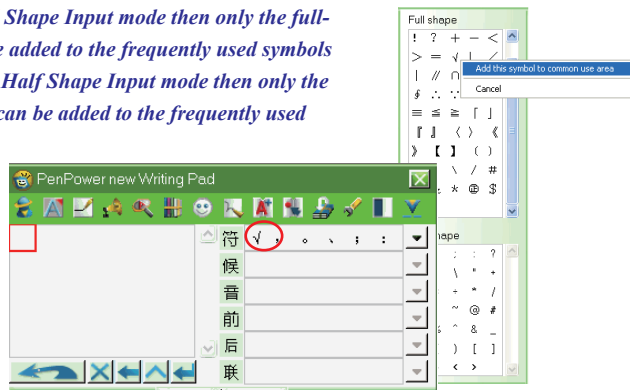 Shape Input mode then only the full-
e added to the frequently used symbols
Half Shape Input mode then only the
can be added to the frequently used
Full shape
! ? + - <
> = √
Add this symbol to common use area
Cancel
| // ∩
∮ ∴ ∵
≡ ≦ ≧ 「 」
『 』 〈 〉 《
》 【 】 ( )
\ / #
* ㊣ $
ape
; : ?
\ " +
÷ * /
~ @ #
% ^ & _
) [ ]
< >
PenPower new Writing Pad
符 √ , 。 、 ; :
候
音
前
后
联